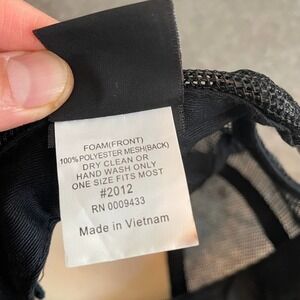 FOAM(FRONT)
100% POLYESTER MESH(BACK)
DRY CLEAN OR
HAND WASH ONLY
ONE SIZE FITS MOST
#2012
RN 0009433
Made in Vietnam